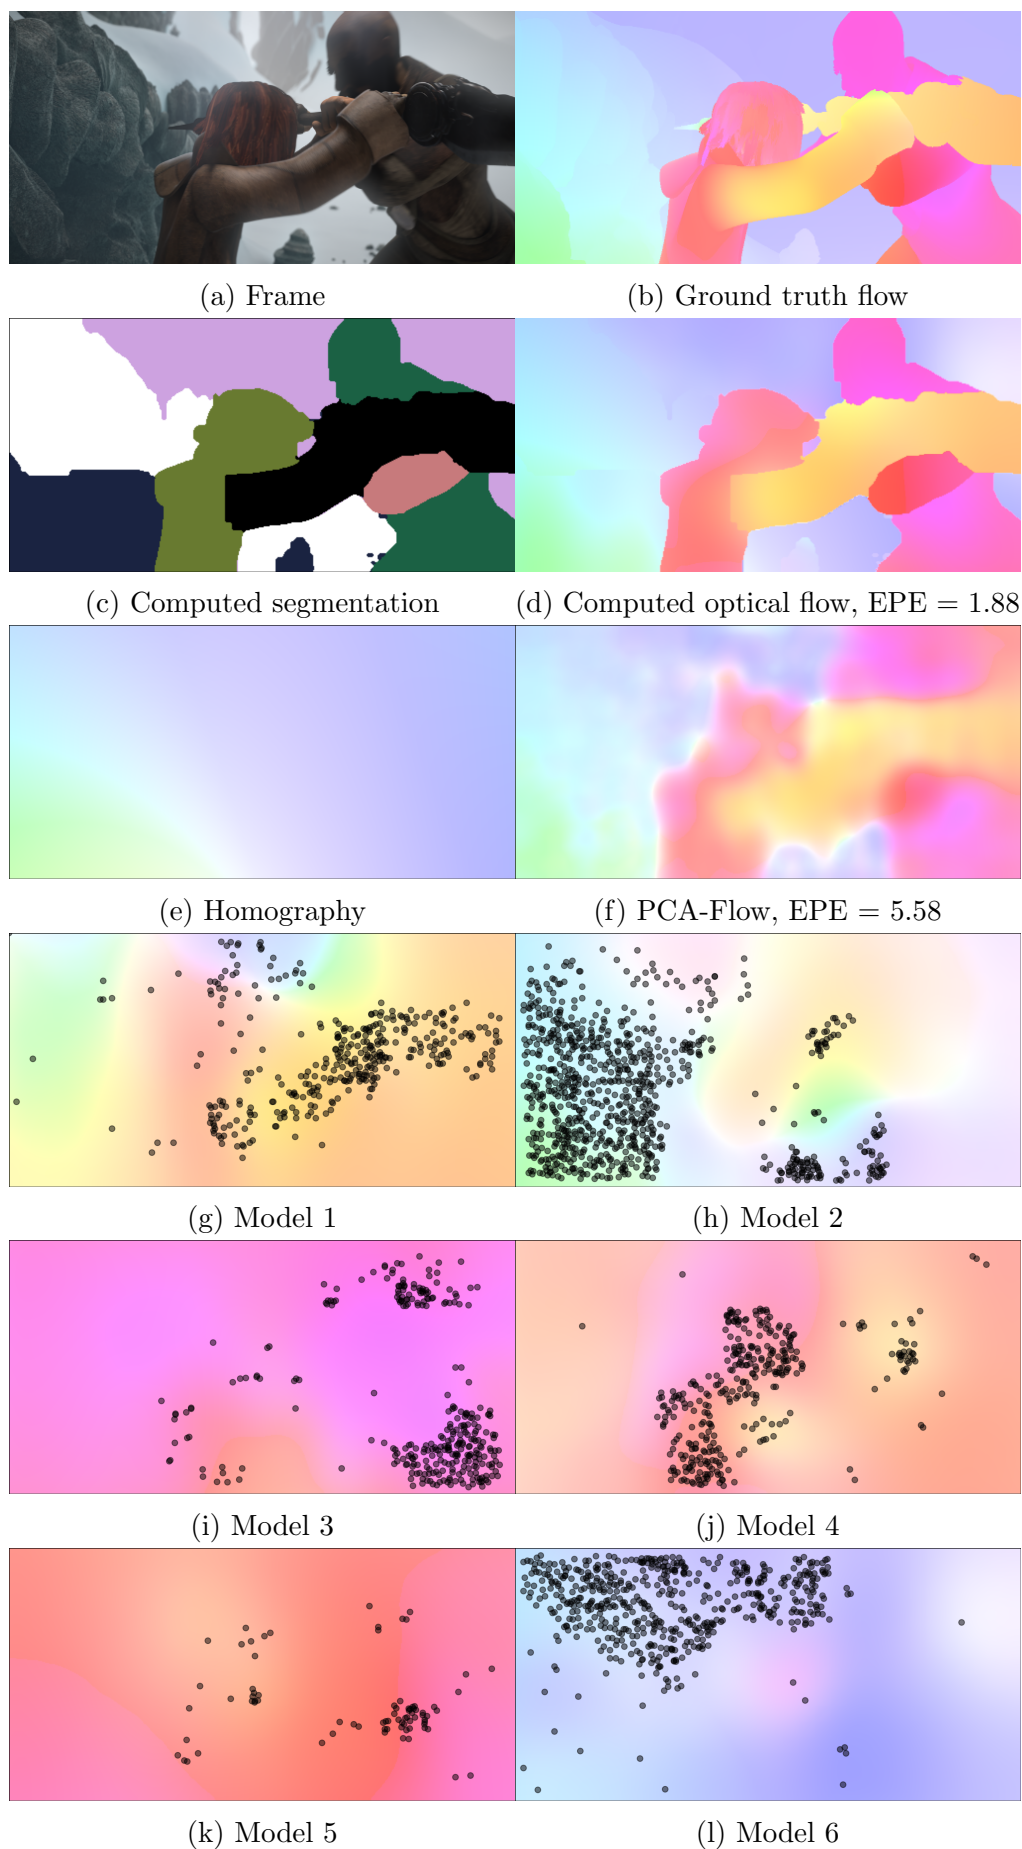 (a) Frame
(b) Ground truth flow
(c) Computed segmentation
(d) Computed optical flow, EPE = 1.88
(e) Homography
(f) PCA-Flow, EPE = 5.58
(g) Model 1
(h) Model 2
(i) Model 3
(j) Model 4
(k) Model 5
(l) Model 6